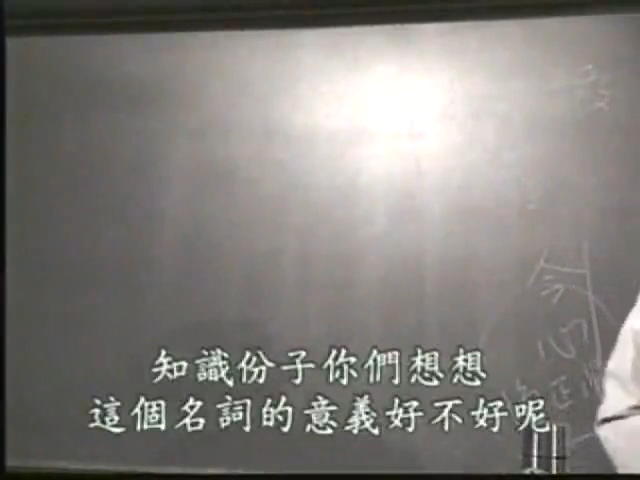 心
知識份子你們想想
這個名詞的意義好不好呢